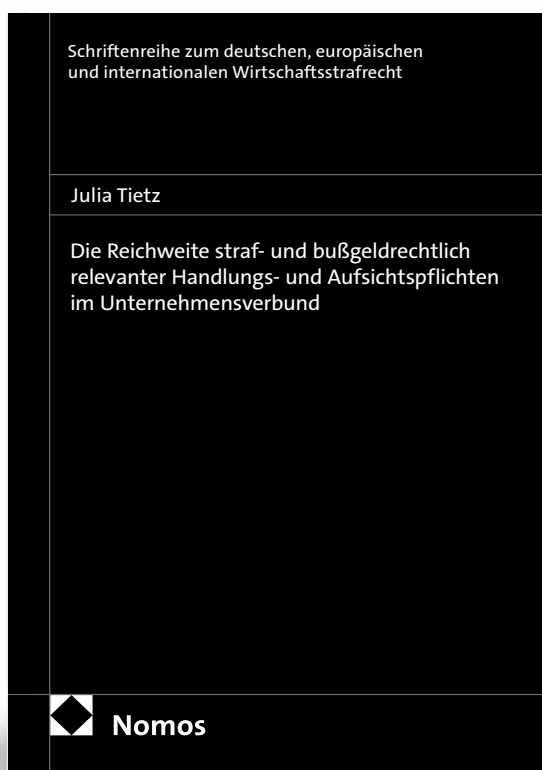 Schriftenreihe zum deutschen, europäischen
und internationalen Wirtschaftsstrafrecht
Julia Tietz
Die Reichweite straf- und bußgeldrechtlich
relevanter Handlungs- und Aufsichtspflichten
im Unternehmensverbund
Nomos